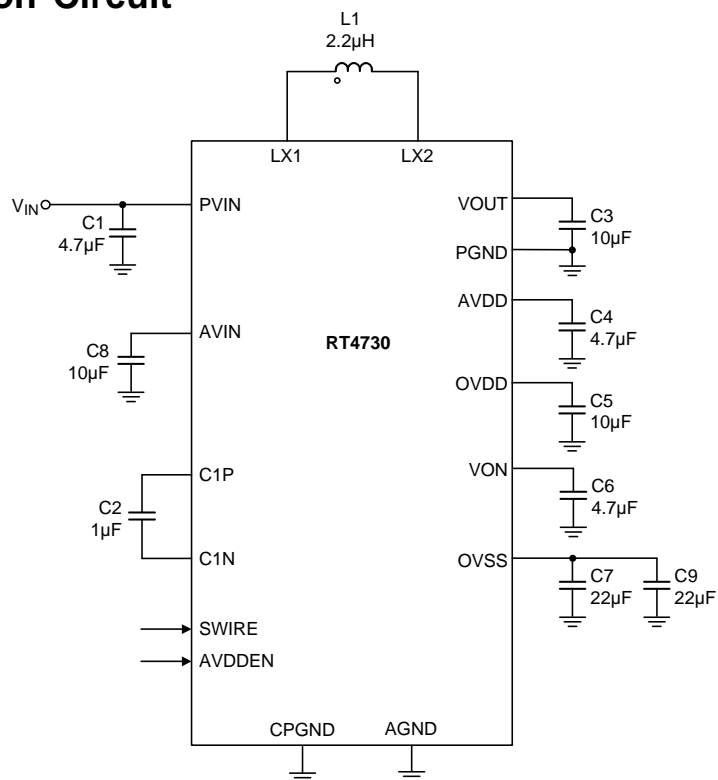 on Circuit
L1
2.2µH
LX1 LX2
VIN
C1
4.7µF
PVIN
VOUT
C3
10µF
PGND
AVIN
C8
10µF
RT4730
AVDD
C4
4.7µF
OVDD
C5
10µF
C1P
C2
1µF
C1N
VON
C6
4.7µF
OVSS
C7
22µF
C9
22µF
SWIRE
AVDDEN
CPGND AGND